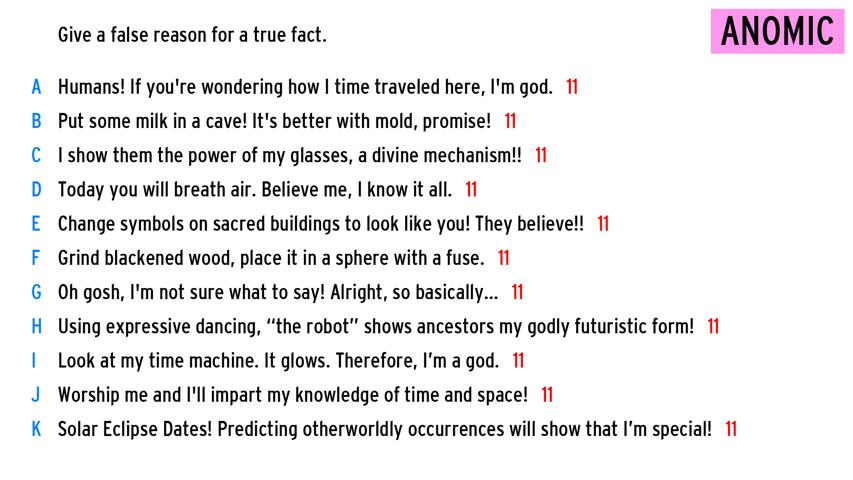 Give a false reason for a true fact.
ANOMIC
A Humans! If you're wondering how I time traveled here, I'm god. 11
B Put some milk in a cave! It's better with mold, promise! 11
C I show them the power of my glasses, a divine mechanism!! 11
D Today you will breath air. Believe me, I know it all. 11
E Change symbols on sacred buildings to look like you! They believe!! 11
F Grind blackened wood, place it in a sphere with a fuse. 11
G Oh gosh, I'm not sure what to say! Alright, so basically... 11
H Using expressive dancing, “the robot” shows ancestors my godly futuristic form! 11
I Look at my time machine. It glows. Therefore, I’m a god. 11
J Worship me and I'll impart my knowledge of time and space! 11
K Solar Eclipse Dates! Predicting otherworldly occurrences will show that I’m special! 11